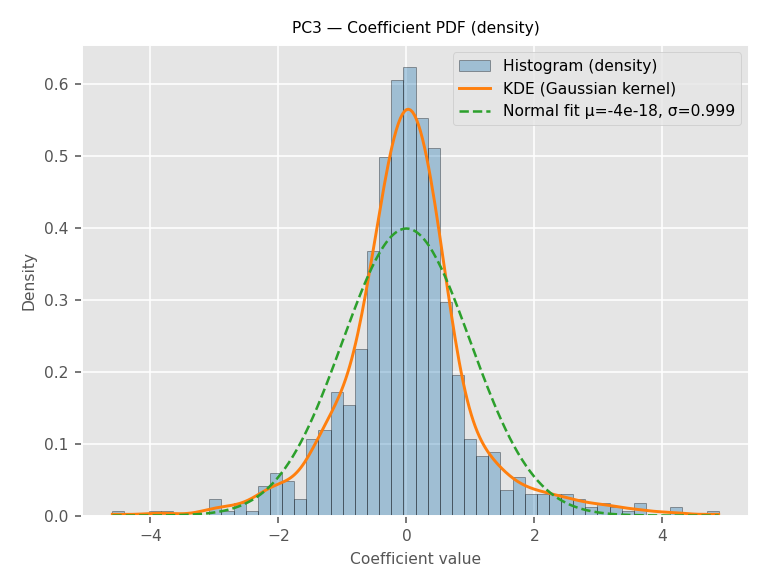 PC3 — Coefficient PDF (density)
Histogram (density)
KDE (Gaussian kernel)
Normal fit μ=-4e-18, σ=0.999
Density
0.6
0.5
0.4
0.3
0.2
0.1
0.0
−4
−2
0
2
4
Coefficient value